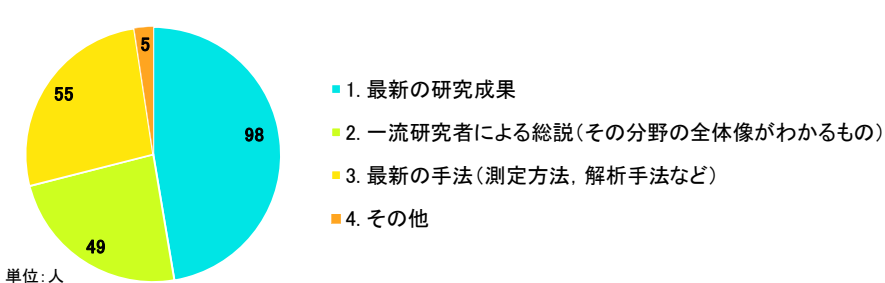 5
55
98
49
単位:人
1. 最新の研究成果
2. 一流研究者による総説(その分野の全体像がわかるもの)
3. 最新の手法(測定方法, 解析手法など)
4. その他